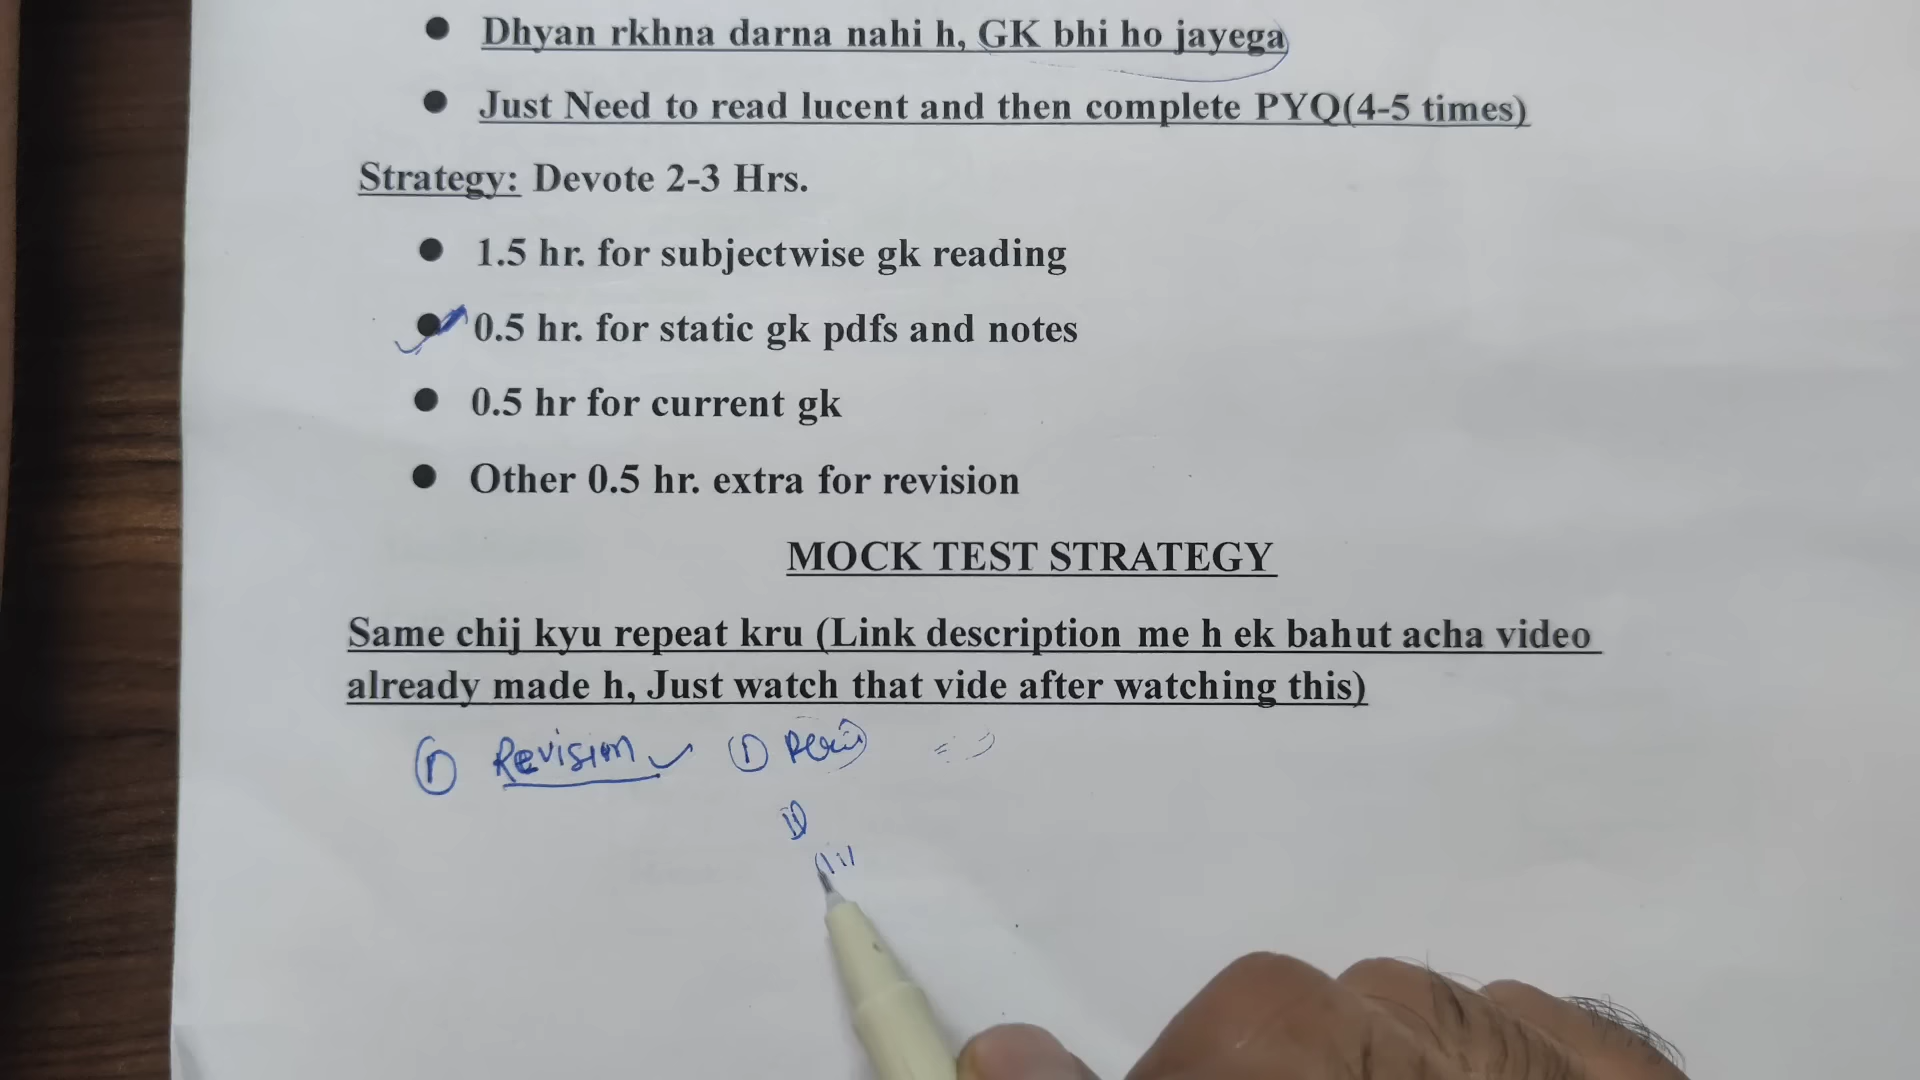 Dhyan rkhna darna nahi h, GK bhi ho jayega
Just Need to read lucent and then complete PYQ(4-5 times)
Strategy: Devote 2-3 Hrs.
1.5 hr. for subjectwise gk reading
0.5 hr. for static gk pdfs and notes
0.5 hr for current gk
Other 0.5 hr. extra for revision
MOCK TEST STRATEGY
Same chij kyu repeat kru (Link description me h ek bahut acha video
already made h, Just watch that vide after watching this)
① Revision ①